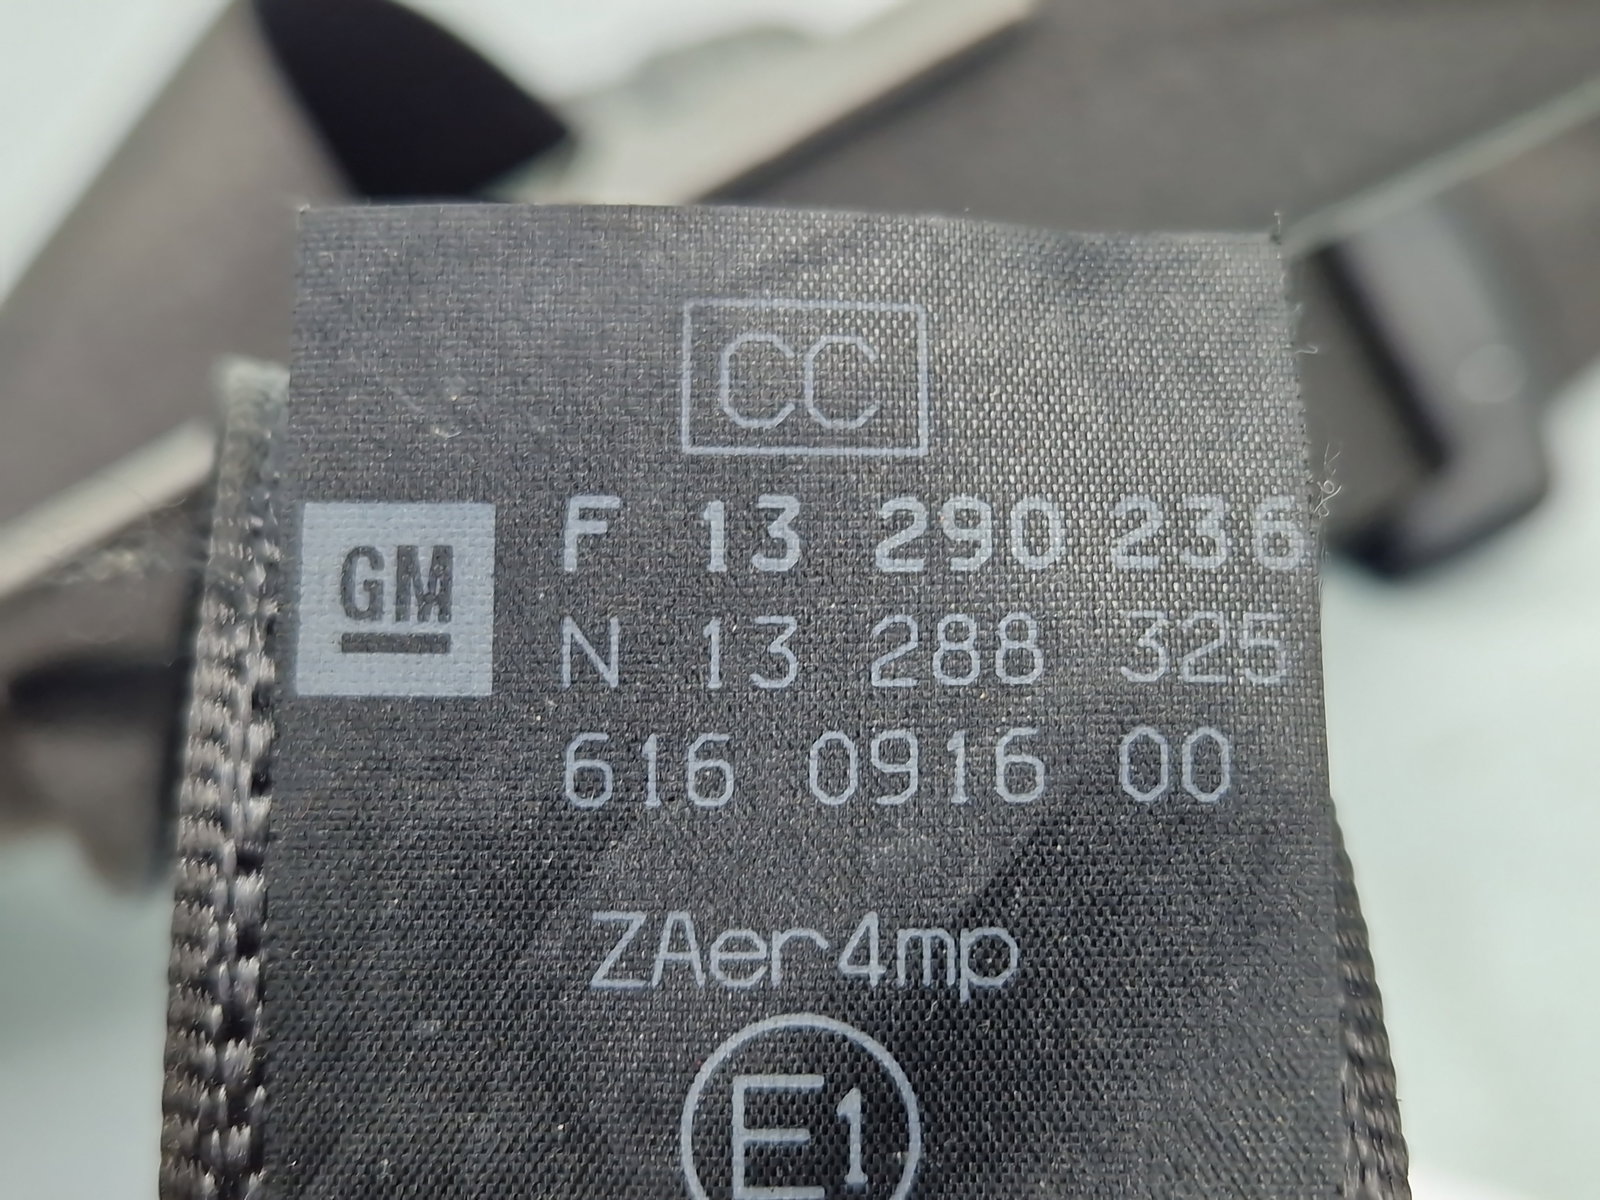 CC
GM
F 13 290 236
N 13 288 325
616 0916 00
ZAer4mp
E1